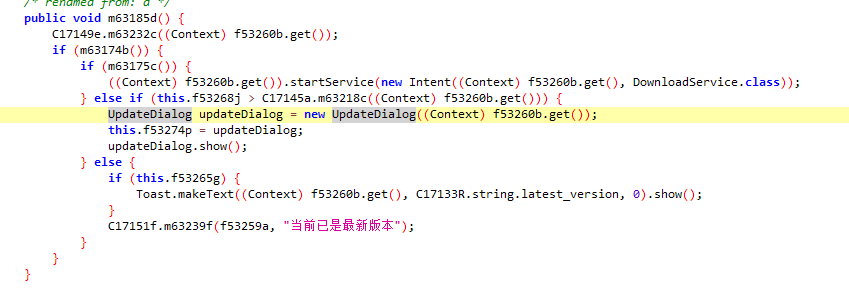 /* renamed from: d */
public void m63185d() {
C17149e.m63232c((Context) f53260b.get());
if (m63174b()) {
if (m63175c()) {
((Context) f53260b.get()).startService(new Intent((Context) f53260b.get(), DownloadService.class));
} else if (this.f53268j > C17145a.m63218c((Context) f53260b.get())) {
UpdateDialog updateDialog = new UpdateDialog((Context) f53260b.get());
this.f53274p = updateDialog;
updateDialog.show();
} else {
if (this.f53265g) {
Toast.makeText((Context) f53260b.get(), C17133R.string.latest_version, 0).show();
}
C17151f.m63239f(f53259a, "当前已是最新版本");
}
}
}